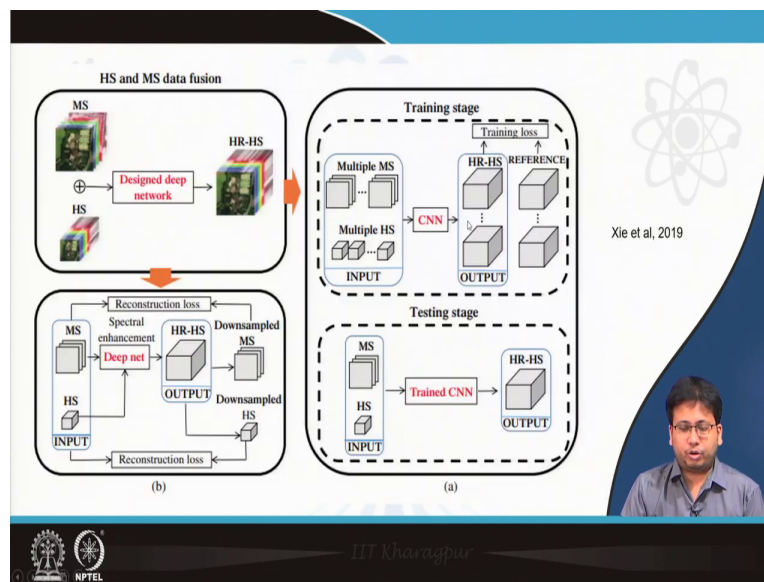 HS and MS data fusion
MS
HS
Designed deep
network
HR-HS
MS
HS
INPUT
Reconstruction loss
Spectral
enhancement
Deep net
HR-HS
OUTPUT
Downsampled
MS
Downsampled
HS
Reconstruction loss
(b)
Training stage
Training loss
Multiple MS
Multiple HS
INPUT
CNN
HR-HS
OUTPUT
REFERENCE
Testing stage
MS
HS
INPUT
Trained CNN
HR-HS
OUTPUT
(a)
Xie et al, 2019
NPTEL
IIT Kharagpur